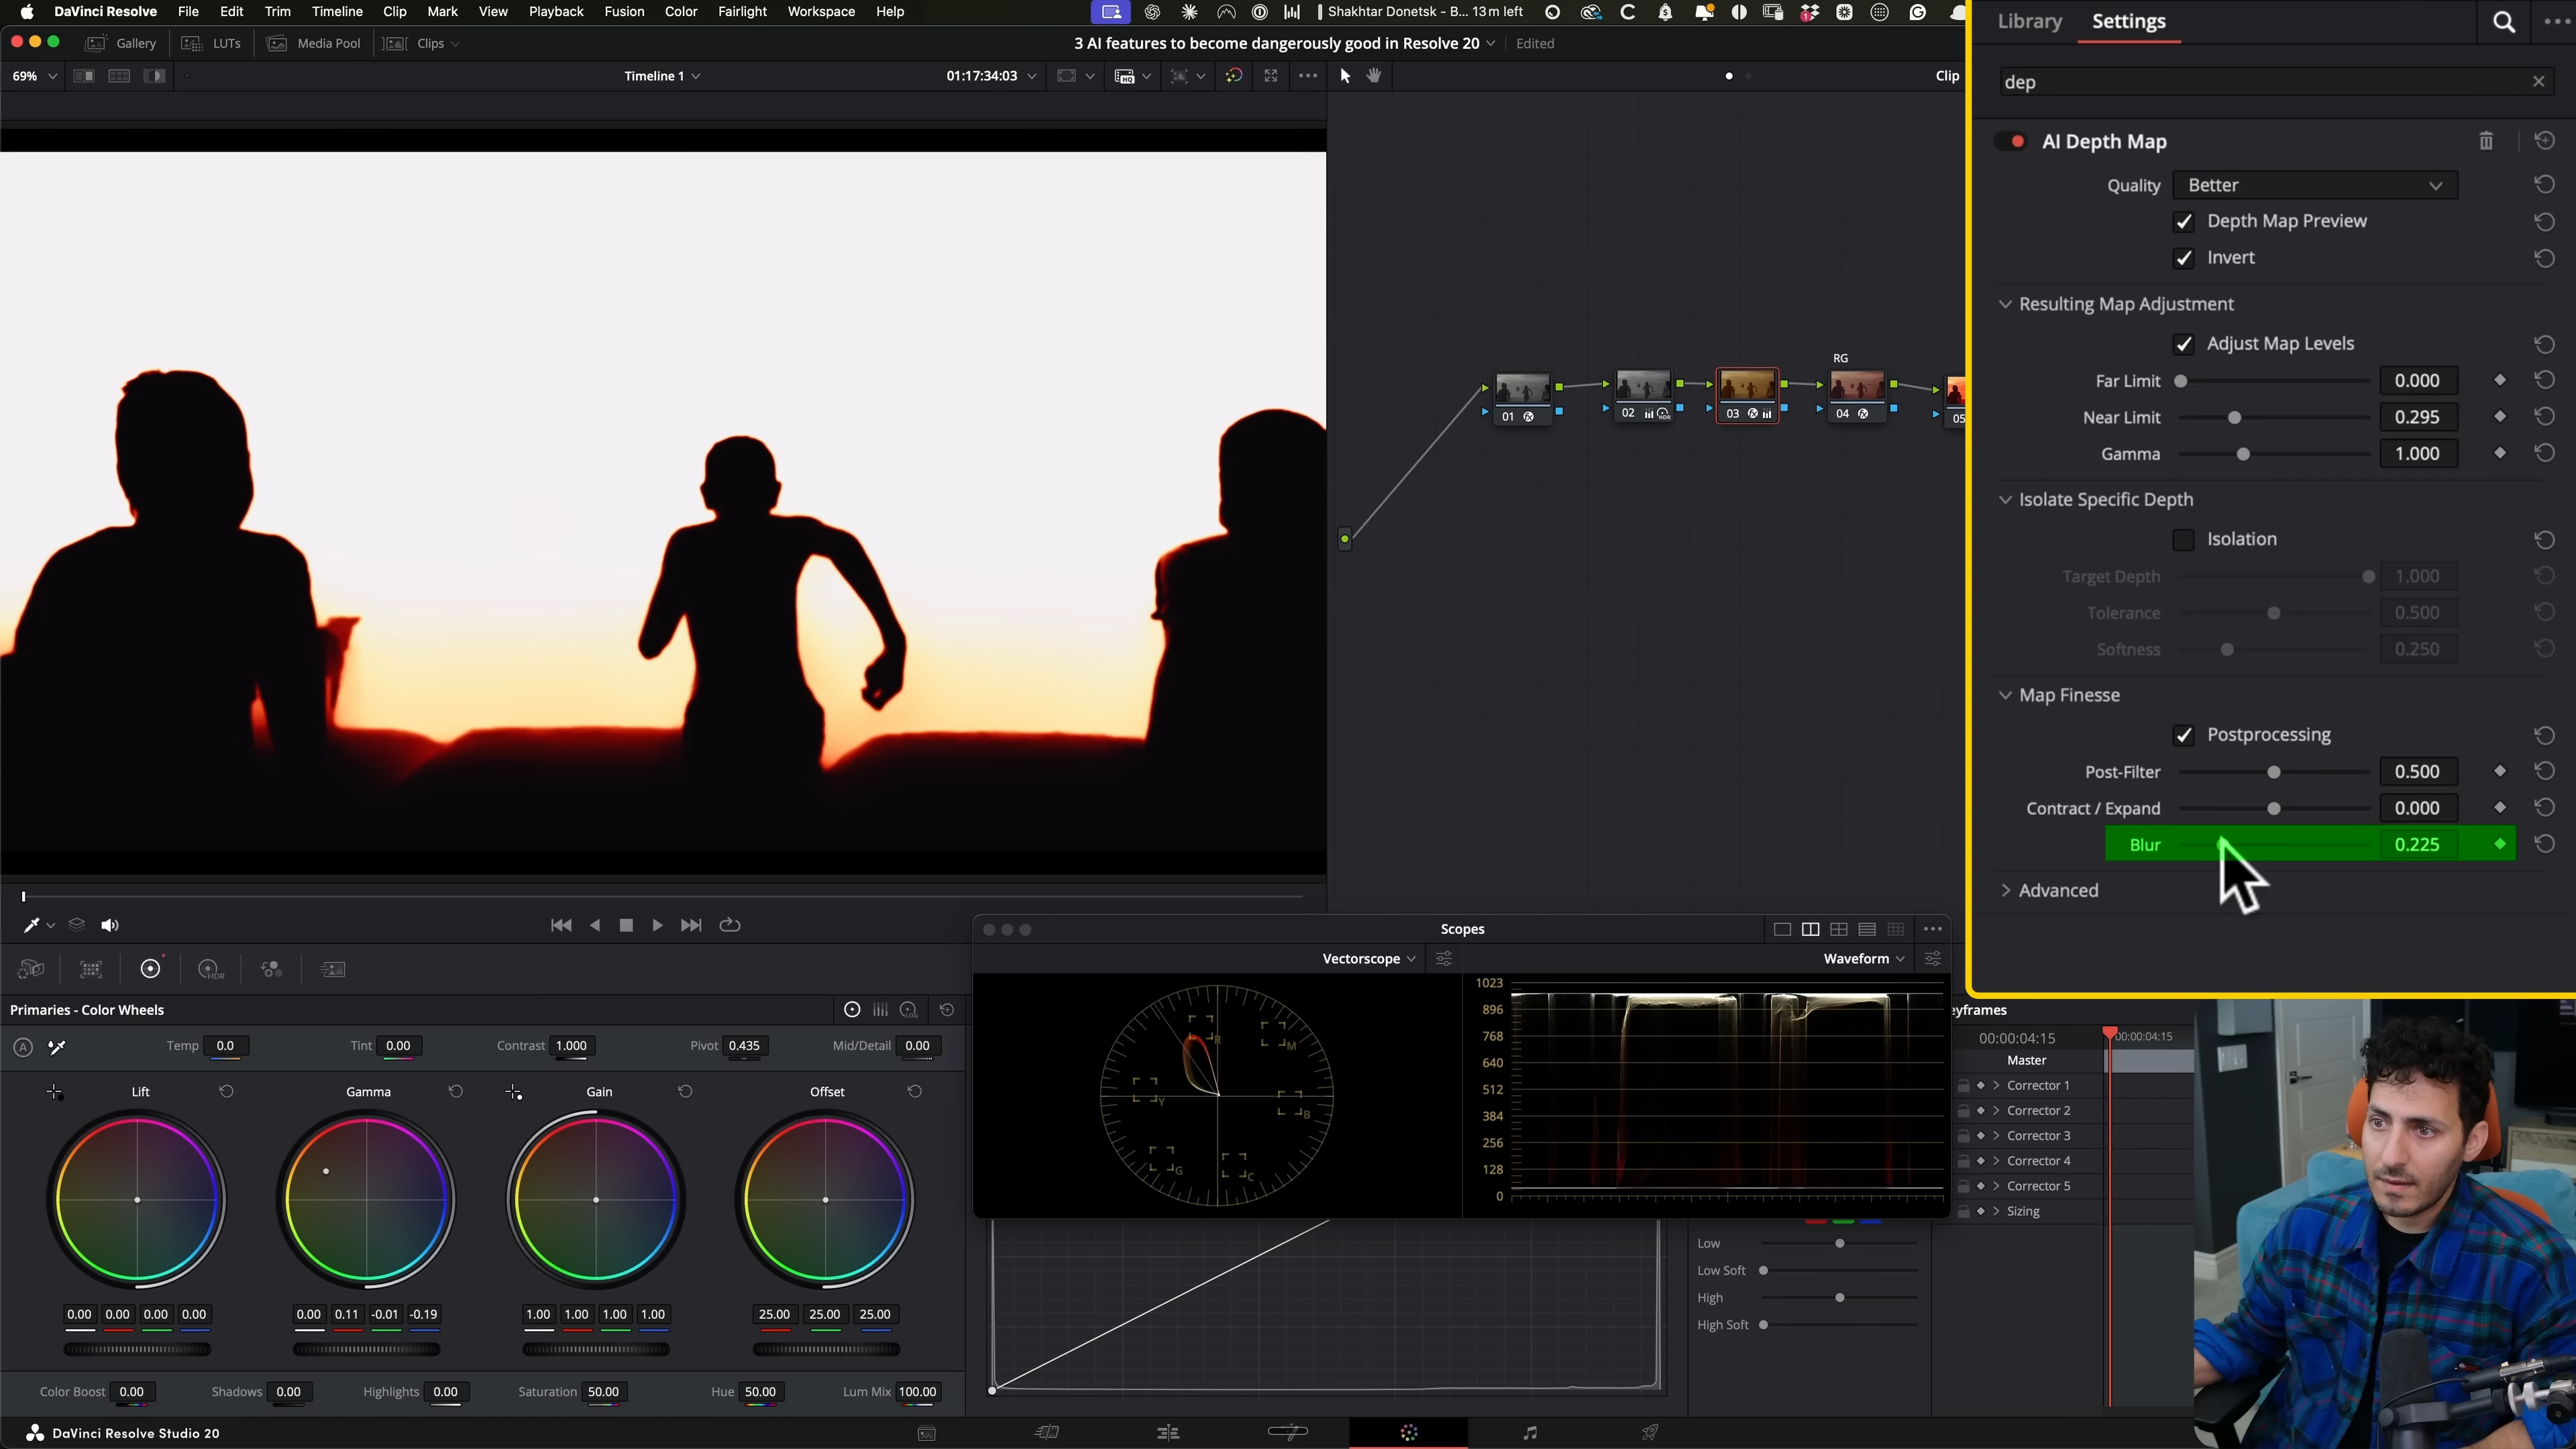 DaVinci Resolve File Edit Trim Timeline Clip Mark View Playback Fusion Color Fairlight Workspace Help
Shakhtar Donetsk - B... 13 m left
Gallery LUTs Media Pool Clips
3 AI features to become dangerously good in Resolve 20 Edited
69% Timeline 1 01:17:34:03 Clip
Library Settings
dep
AI Depth Map
Quality Better
Depth Map Preview
Invert
Resulting Map Adjustment
Adjust Map Levels
Far Limit 0.000
Near Limit 0.295
Gamma 1.000
Isolate Specific Depth
Isolation
Target Depth 1.000
Tolerance 0.500
Softness 0.250
Map Finesse
Postprocessing
Post-Filter 0.500
Contract / Expand 0.000
Blur 0.225
Advanced
RG
01 02 HDR 03 04 05
Scopes
Vectorscope Waveform
R M B C G Y
1023
896
768
640
512
384
256
128
0
HDR
Primaries - Color Wheels
LOG
A Temp 0.0 Tint 0.00 Contrast 1.000 Pivot 0.435 Mid/Detail 0.00
Lift Gamma Gain Offset
0.00 0.00 0.00 0.00 0.00 0.11 -0.01 -0.19 1.00 1.00 1.00 1.00 25.00 25.00 25.00
Color Boost 0.00 Shadows 0.00 Highlights 0.00 Saturation 50.00 Hue 50.00 Lum Mix 100.00
Low
Low Soft
High
High Soft
eyframes
00:00:04:15 00:00:04:15
Master
Corrector 1
Corrector 2
Corrector 3
Corrector 4
Corrector 5
Sizing
DaVinci Resolve Studio 20